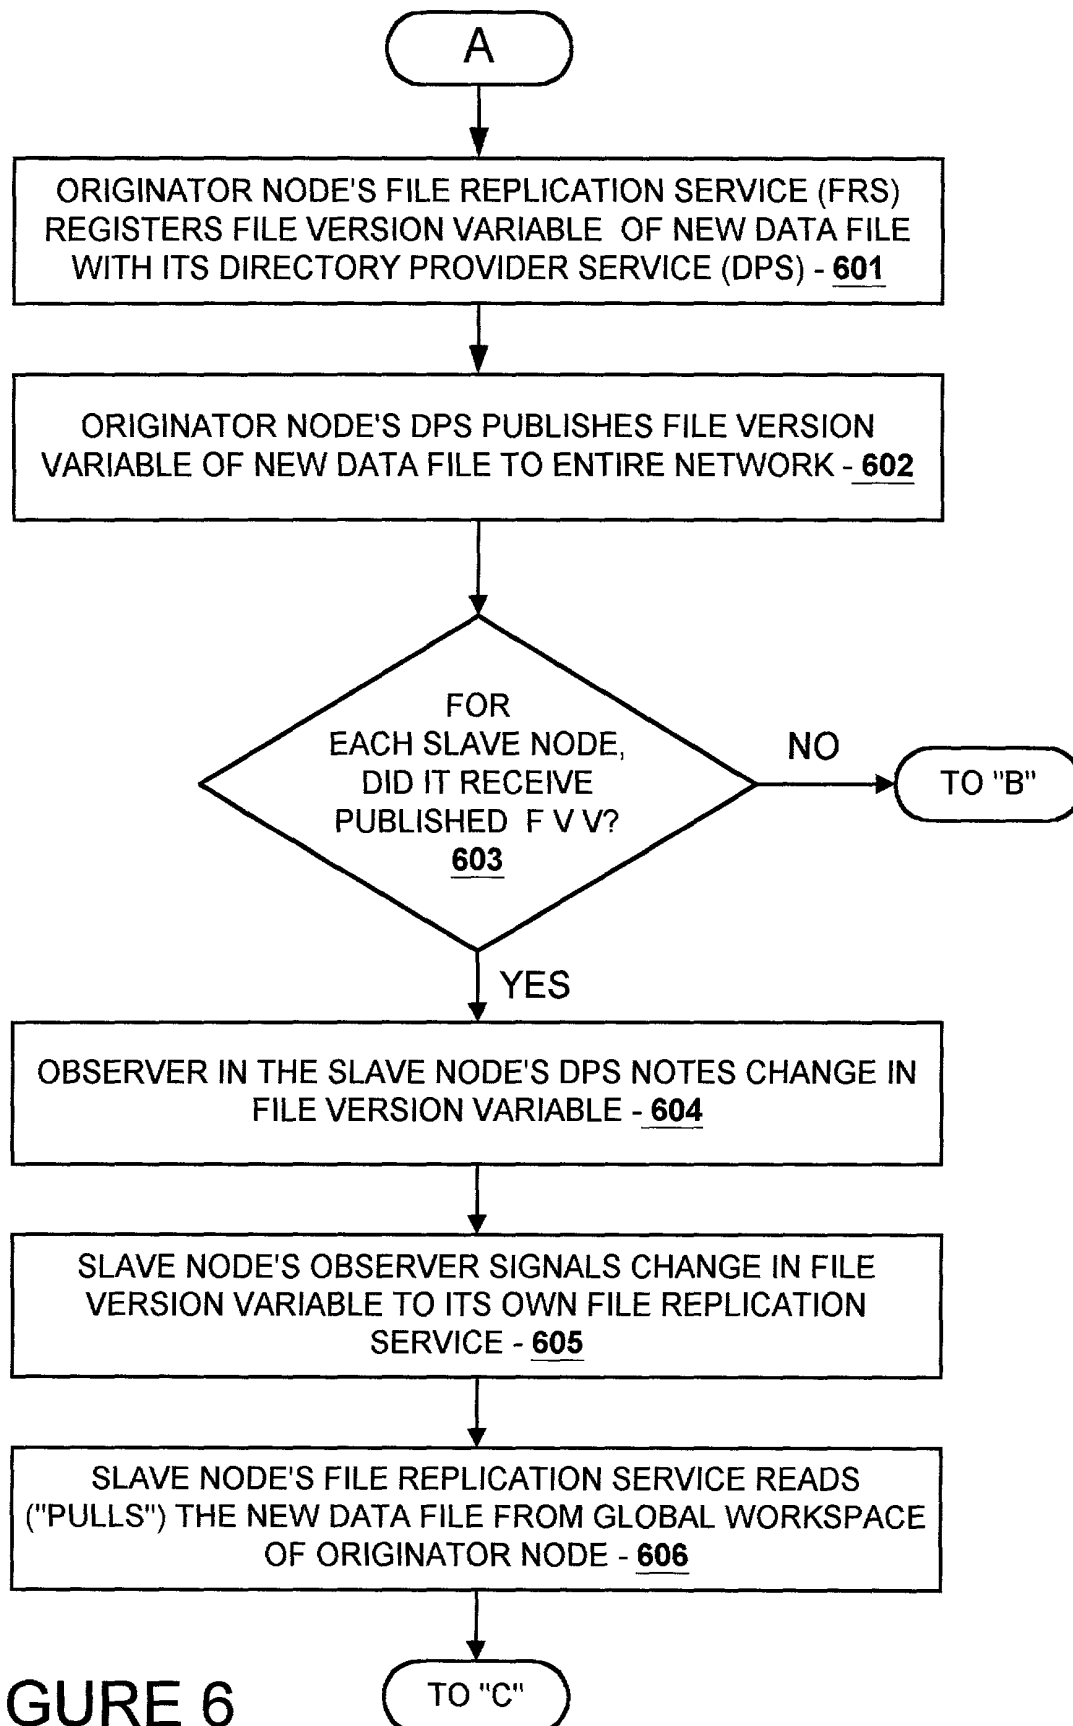 A
ORIGINATOR NODE'S FILE REPLICATION SERVICE (FRS)
REGISTERS FILE VERSION VARIABLE OF NEW DATA FILE
WITH ITS DIRECTORY PROVIDER SERVICE (DPS) - 601
ORIGINATOR NODE'S DPS PUBLISHES FILE VERSION
VARIABLE OF NEW DATA FILE TO ENTIRE NETWORK - 602
FOR
EACH SLAVE NODE,
DID IT RECEIVE
PUBLISHED F V V?
603
NO
TO "B"
YES
OBSERVER IN THE SLAVE NODE'S DPS NOTES CHANGE IN
FILE VERSION VARIABLE - 604
SLAVE NODE'S OBSERVER SIGNALS CHANGE IN FILE
VERSION VARIABLE TO ITS OWN FILE REPLICATION
SERVICE - 605
SLAVE NODE'S FILE REPLICATION SERVICE READS
("PULLS") THE NEW DATA FILE FROM GLOBAL WORKSPACE
OF ORIGINATOR NODE - 606
TO "C"
GURE 6